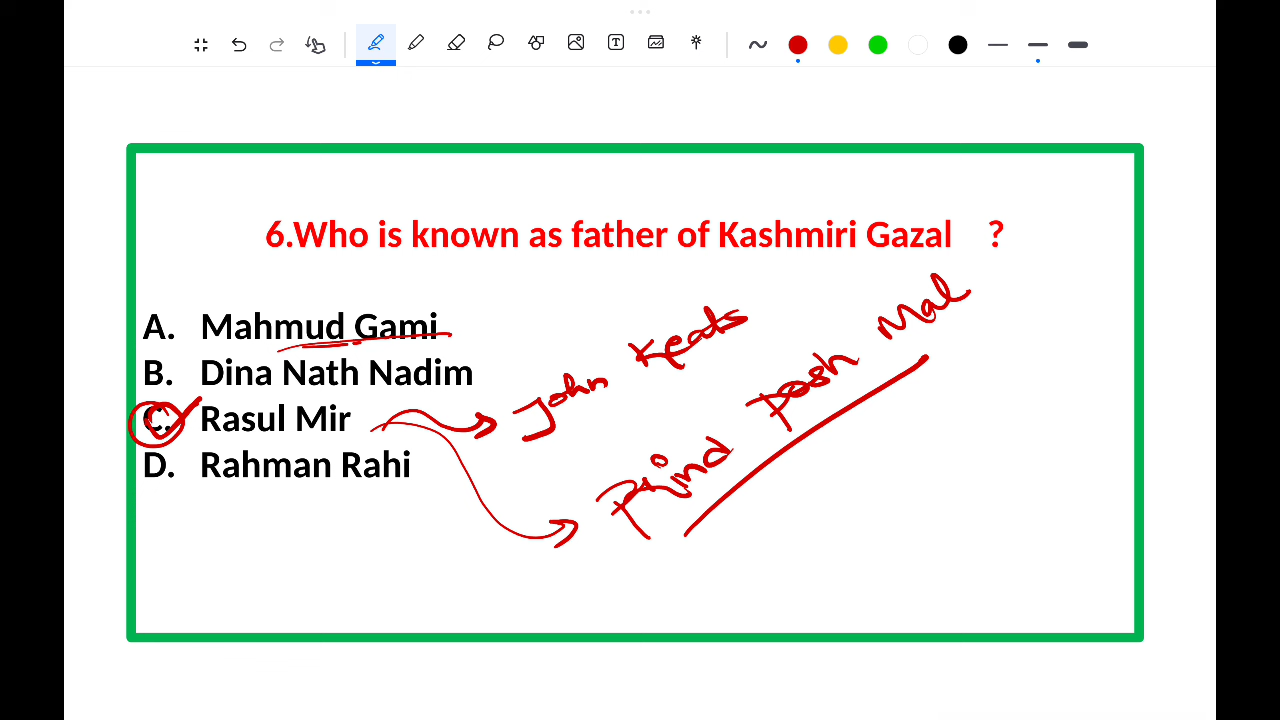 6.Who is known as father of Kashmiri Gazal ?
A. Mahmud Gami
B. Dina Nath Nadim
C. Rasul Mir
D. Rahman Rahi
John Keats
posh Mal